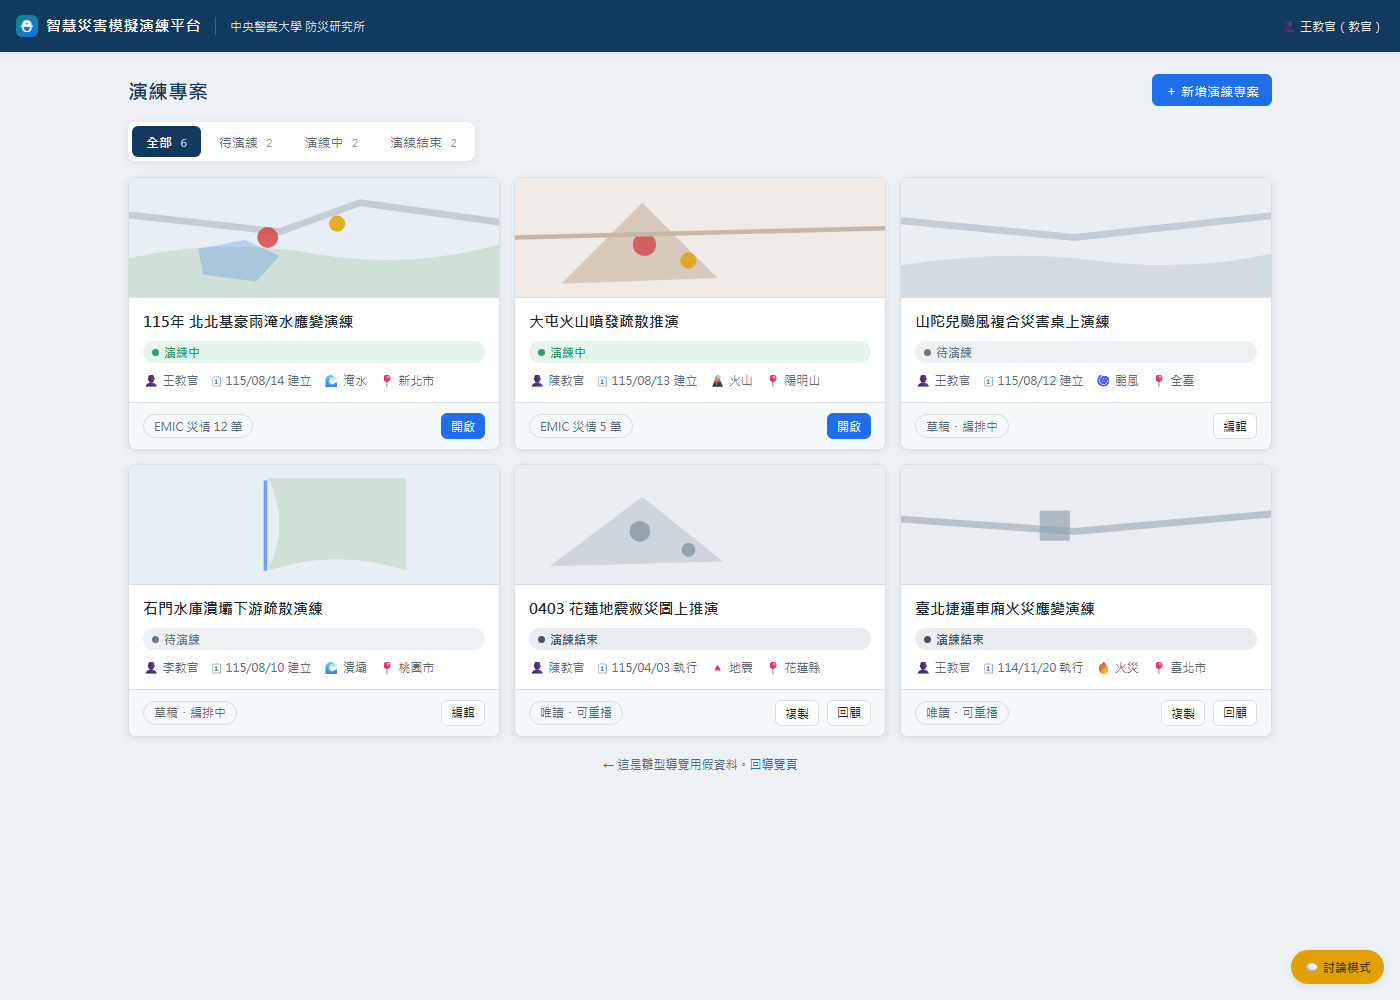 智慧災害模擬演練平台 中央警察大學 防災研究所 王教官 ( 教官 )
演練專案 + 新增演練專案
全部 6 待演練 2 演練中 2 演練結束 2
115年 北北基豪雨淹水應變演練
演練中
王教官 115/08/14 建立 淹水 新北市
EMIC 災情 12 筆 開啟
大屯火山噴發疏散推演
演練中
陳教官 115/08/13 建立 火山 陽明山
EMIC 災情 5 筆 開啟
山陀兒颱風複合災害桌上演練
待演練
王教官 115/08/12 建立 颱風 全臺
草稿 · 編排中 編輯
石門水庫潰壩下游疏散演練
待演練
李教官 115/08/10 建立 潰壩 桃園市
草稿 · 編排中 編輯
0403 花蓮地震救災圖上推演
演練結束
陳教官 115/04/03 執行 地震 花蓮縣
唯讀 · 可重播 複製 回顧
臺北捷運車廂火災應變演練
演練結束
王教官 114/11/20 執行 火災 臺北市
唯讀 · 可重播 複製 回顧
← 這是雛型導覽用假資料。回導覽頁
討論模式